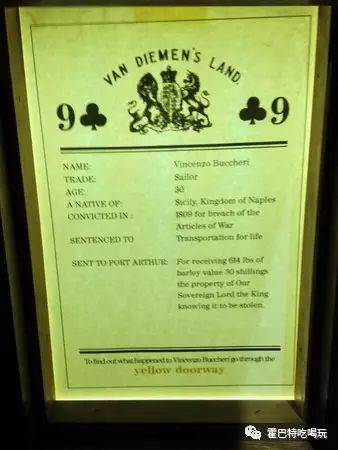 VAN DIEMEN'S LAND.
9♣ ♣9
NAME: Vincenzo Buccheri
TRADE: Sailor
AGE: 30
A NATIVE OF: Sicily, Kingdom of Naples
CONVICTED IN : 1809 for breach of the
Articles of War
SENTENCED TO Transportation for life
SENT TO PORT ARTHUR: For receiving 614 lbs of
barley value 30 shillings
the property of Our
Sovereign Lord the King
knowing it to be stolen.
To find out what happened to Vincenzo Buccheri go through the
yellow doorway
霍巴特吃喝玩